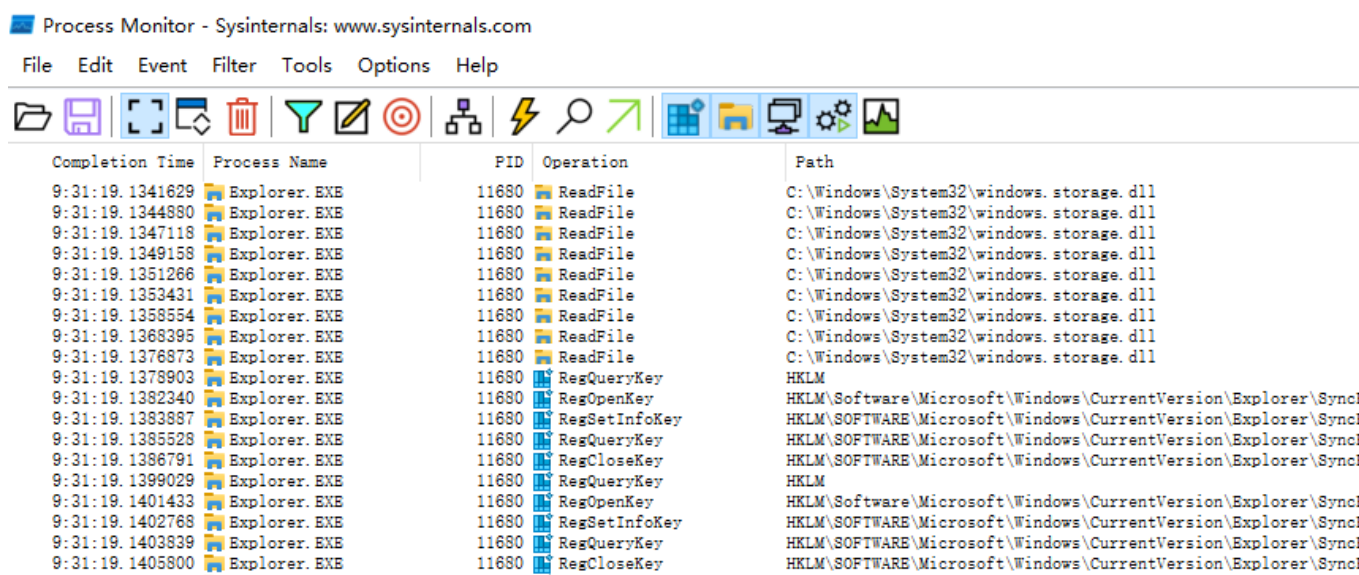 Process Monitor - Sysinternals: www.sysinternals.com
File Edit Event Filter Tools Options Help
Completion Time Process Name PID Operation Path
9:31:19.1341629 Explorer.EXE 11680 ReadFile C:\Windows\System32\windows.storage.dll
9:31:19.1344880 Explorer.EXE 11680 ReadFile C:\Windows\System32\windows.storage.dll
9:31:19.1347118 Explorer.EXE 11680 ReadFile C:\Windows\System32\windows.storage.dll
9:31:19.1349158 Explorer.EXE 11680 ReadFile C:\Windows\System32\windows.storage.dll
9:31:19.1351266 Explorer.EXE 11680 ReadFile C:\Windows\System32\windows.storage.dll
9:31:19.1353431 Explorer.EXE 11680 ReadFile C:\Windows\System32\windows.storage.dll
9:31:19.1358554 Explorer.EXE 11680 ReadFile C:\Windows\System32\windows.storage.dll
9:31:19.1368395 Explorer.EXE 11680 ReadFile C:\Windows\System32\windows.storage.dll
9:31:19.1376873 Explorer.EXE 11680 ReadFile C:\Windows\System32\windows.storage.dll
9:31:19.1378903 Explorer.EXE 11680 RegQueryKey HKLM
9:31:19.1382340 Explorer.EXE 11680 RegOpenKey HKLM\Software\Microsoft\Windows\CurrentVersion\Explorer\Sync
9:31:19.1383887 Explorer.EXE 11680 RegSetInfoKey HKLM\SOFTWARE\Microsoft\Windows\CurrentVersion\Explorer\Sync
9:31:19.1385528 Explorer.EXE 11680 RegQueryKey HKLM\SOFTWARE\Microsoft\Windows\CurrentVersion\Explorer\Sync
9:31:19.1386791 Explorer.EXE 11680 RegCloseKey HKLM\SOFTWARE\Microsoft\Windows\CurrentVersion\Explorer\Sync
9:31:19.1399029 Explorer.EXE 11680 RegQueryKey HKLM
9:31:19.1401433 Explorer.EXE 11680 RegOpenKey HKLM\Software\Microsoft\Windows\CurrentVersion\Explorer\Sync
9:31:19.1402768 Explorer.EXE 11680 RegSetInfoKey HKLM\SOFTWARE\Microsoft\Windows\CurrentVersion\Explorer\Sync
9:31:19.1403839 Explorer.EXE 11680 RegQueryKey HKLM\SOFTWARE\Microsoft\Windows\CurrentVersion\Explorer\Sync
9:31:19.1405800 Explorer.EXE 11680 RegCloseKey HKLM\SOFTWARE\Microsoft\Windows\CurrentVersion\Explorer\Sync